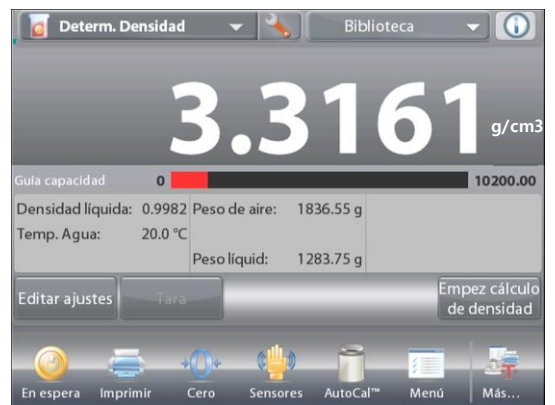 Determ. Densidad Biblioteca
3.3161 g/cm3
Guía capacidad 0 10200.00
Densidad líquida: 0.9982 Peso de aire: 1836.55 g
Temp. Agua: 20.0 °C
Peso líquid: 1283.75 g
Editar ajustes Tara Empez cálculo
de densidad
En espera Imprimir Cero Sensores AutoCal™ Menú Más...